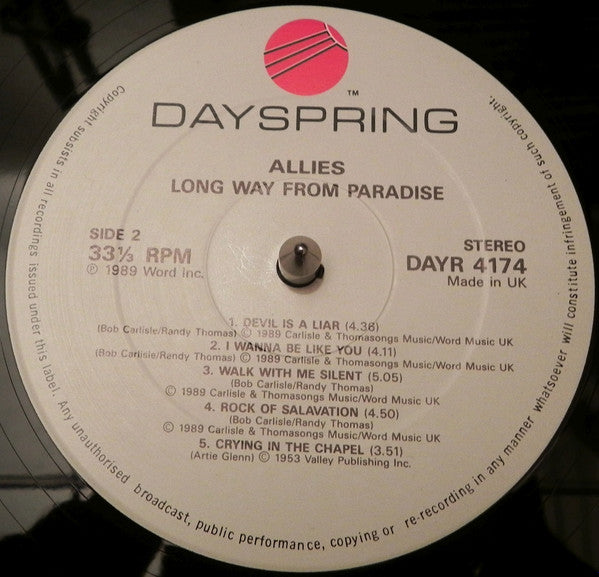 ™
DAYSPRING
ALLIES
LONG WAY FROM PARADISE
SIDE 2
33⅓ RPM
℗ 1989 Word Inc.
STEREO
DAYR 4174
Made in UK
1. DEVIL IS A LIAR (4.36)
(Bob Carlisle/Randy Thomas) © 1989 Carlisle & Thomasongs Music/Word Music UK
2. I WANNA BE LIKE YOU (4.11)
(Bob Carlisle/Randy Thomas) © 1989 Carlisle & Thomasongs Music/Word Music UK
3. WALK WITH ME SILENT (5.05)
(Bob Carlisle/Randy Thomas)
© 1989 Carlisle & Thomasongs Music/Word Music UK
4. ROCK OF SALAVATION (4.50)
(Bob Carlisle/Randy Thomas)
© 1989 Carlisle & Thomasongs Music/Word Music UK
5. CRYING IN THE CHAPEL (3.51)
(Artie Glenn) © 1953 Valley Publishing Inc.
Copyright subsists in all recordings issued under this label. Any unauthorised broadcast, public performance, copying or re-recording in any manner whatsoever will constitute infringement of such copyright.